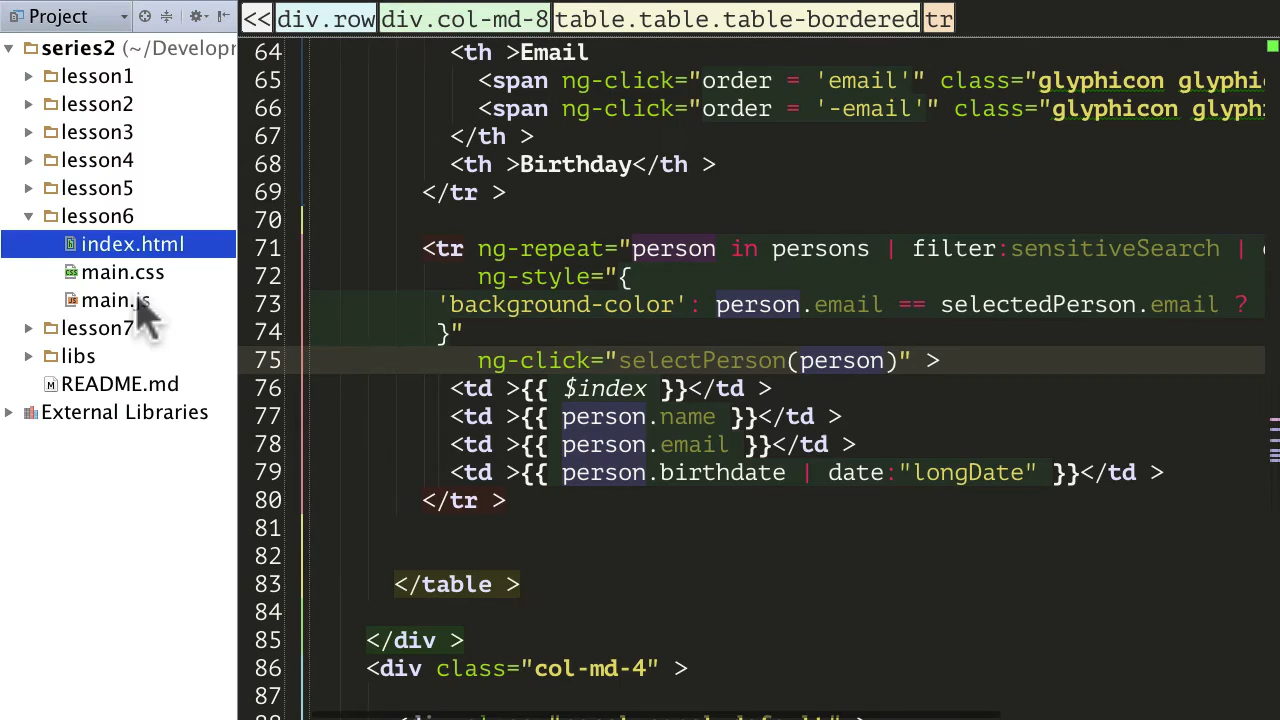 Project
<< div.row div.col-md-8 table.table.table-bordered tr
series2 (~/Developm
lesson1
lesson2
lesson3
lesson4
lesson5
lesson6
index.html
main.css
main.js
lesson7
libs
README.md
External Libraries
64 <th >Email
65 <span ng-click="order = 'email'" class="glyphicon glyphic
66 <span ng-click="order = '-email'" class="glyphicon glyph
67 </th >
68 <th >Birthday</th >
69 </tr >
70
71 <tr ng-repeat="person in persons | filter:sensitiveSearch |
72 ng-style="{
73 'background-color': person.email == selectedPerson.email ?
74 }"
75 ng-click="selectPerson(person)" >
76 <td >{{ $index }}</td >
77 <td >{{ person.name }}</td >
78 <td >{{ person.email }}</td >
79 <td >{{ person.birthdate | date:"longDate" }}</td >
80 </tr >
81
82
83 </table >
84
85 </div >
86 <div class="col-md-4" >
87